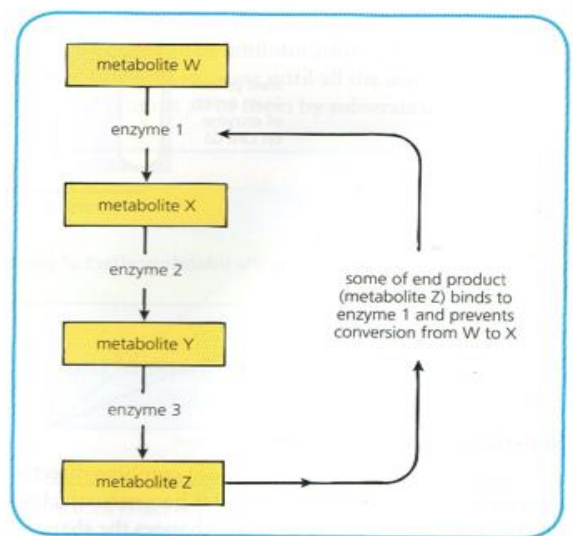 metabolite W
enzyme 1
metabolite X
enzyme 2
some of end product
(metabolite Z) binds to
enzyme 1 and prevents
conversion from W to X
metabolite Y
enzyme 3
metabolite Z